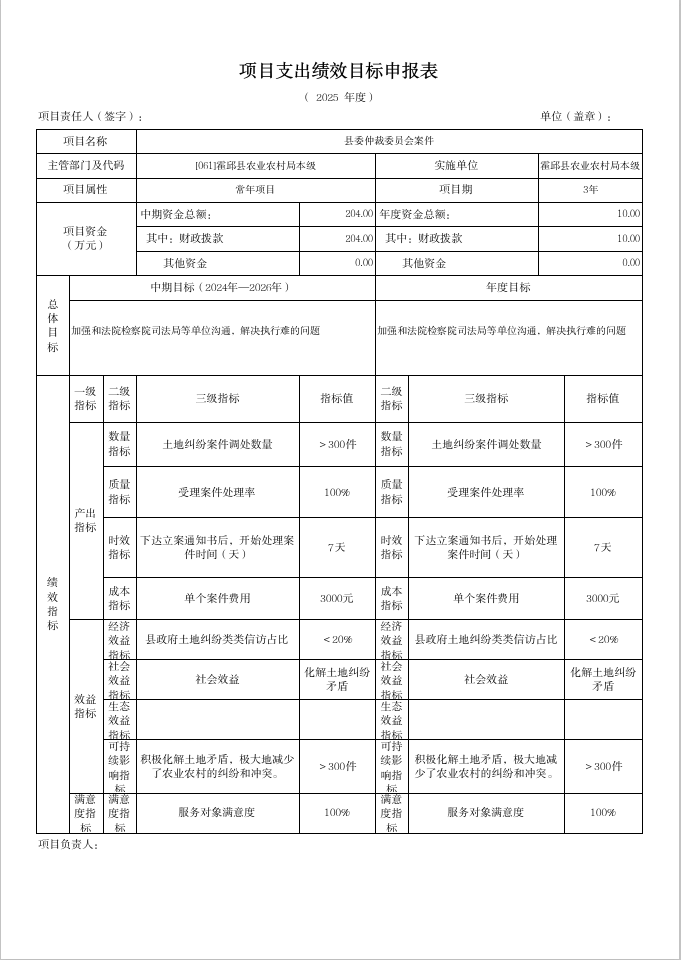 项目支出绩效目标申报表
（ 2025 年度）
项目责任人（签字）： 单位（盖章）：
项目名称 县委仲裁委员会案件
主管部门及代码 [061]霍邱县农业农村局本级 实施单位 霍邱县农业农村局本级
项目属性 常年项目 项目期 3年
项目资金
（万元）
中期资金总额： 204.00 年度资金总额： 10.00
其中：财政拨款 204.00 其中：财政拨款 10.00
其他资金 0.00 其他资金 0.00
总体目标
中期目标（2024年—2026年） 年度目标
加强和法院检察院司法局等单位沟通，解决执行难的问题 加强和法院检察院司法局等单位沟通，解决执行难的问题
绩效指标
一级指标 二级指标 三级指标 指标值 二级指标 三级指标 指标值
产出指标
数量指标 土地纠纷案件调处数量 ＞300件 数量指标 土地纠纷案件调处数量 ＞300件
质量指标 受理案件处理率 100% 质量指标 受理案件处理率 100%
时效指标 下达立案通知书后，开始处理案件时间（天） 7天 时效指标 下达立案通知书后，开始处理案件时间（天） 7天
成本指标 单个案件费用 3000元 成本指标 单个案件费用 3000元
效益指标
经济效益指标 县政府土地纠纷类类信访占比 ＜20% 经济效益指标 县政府土地纠纷类类信访占比 ＜20%
社会效益指标 社会效益 化解土地纠纷矛盾 社会效益指标 社会效益 化解土地纠纷矛盾
生态效益指标 生态效益指标
可持续影响指标 积极化解土地矛盾，极大地减少了农业农村的纠纷和冲突。 ＞300件 可持续影响指标 积极化解土地矛盾，极大地减少了农业农村的纠纷和冲突。 ＞300件
满意度指标 满意度指标 服务对象满意度 100% 满意度指标 服务对象满意度 100%
项目负责人：